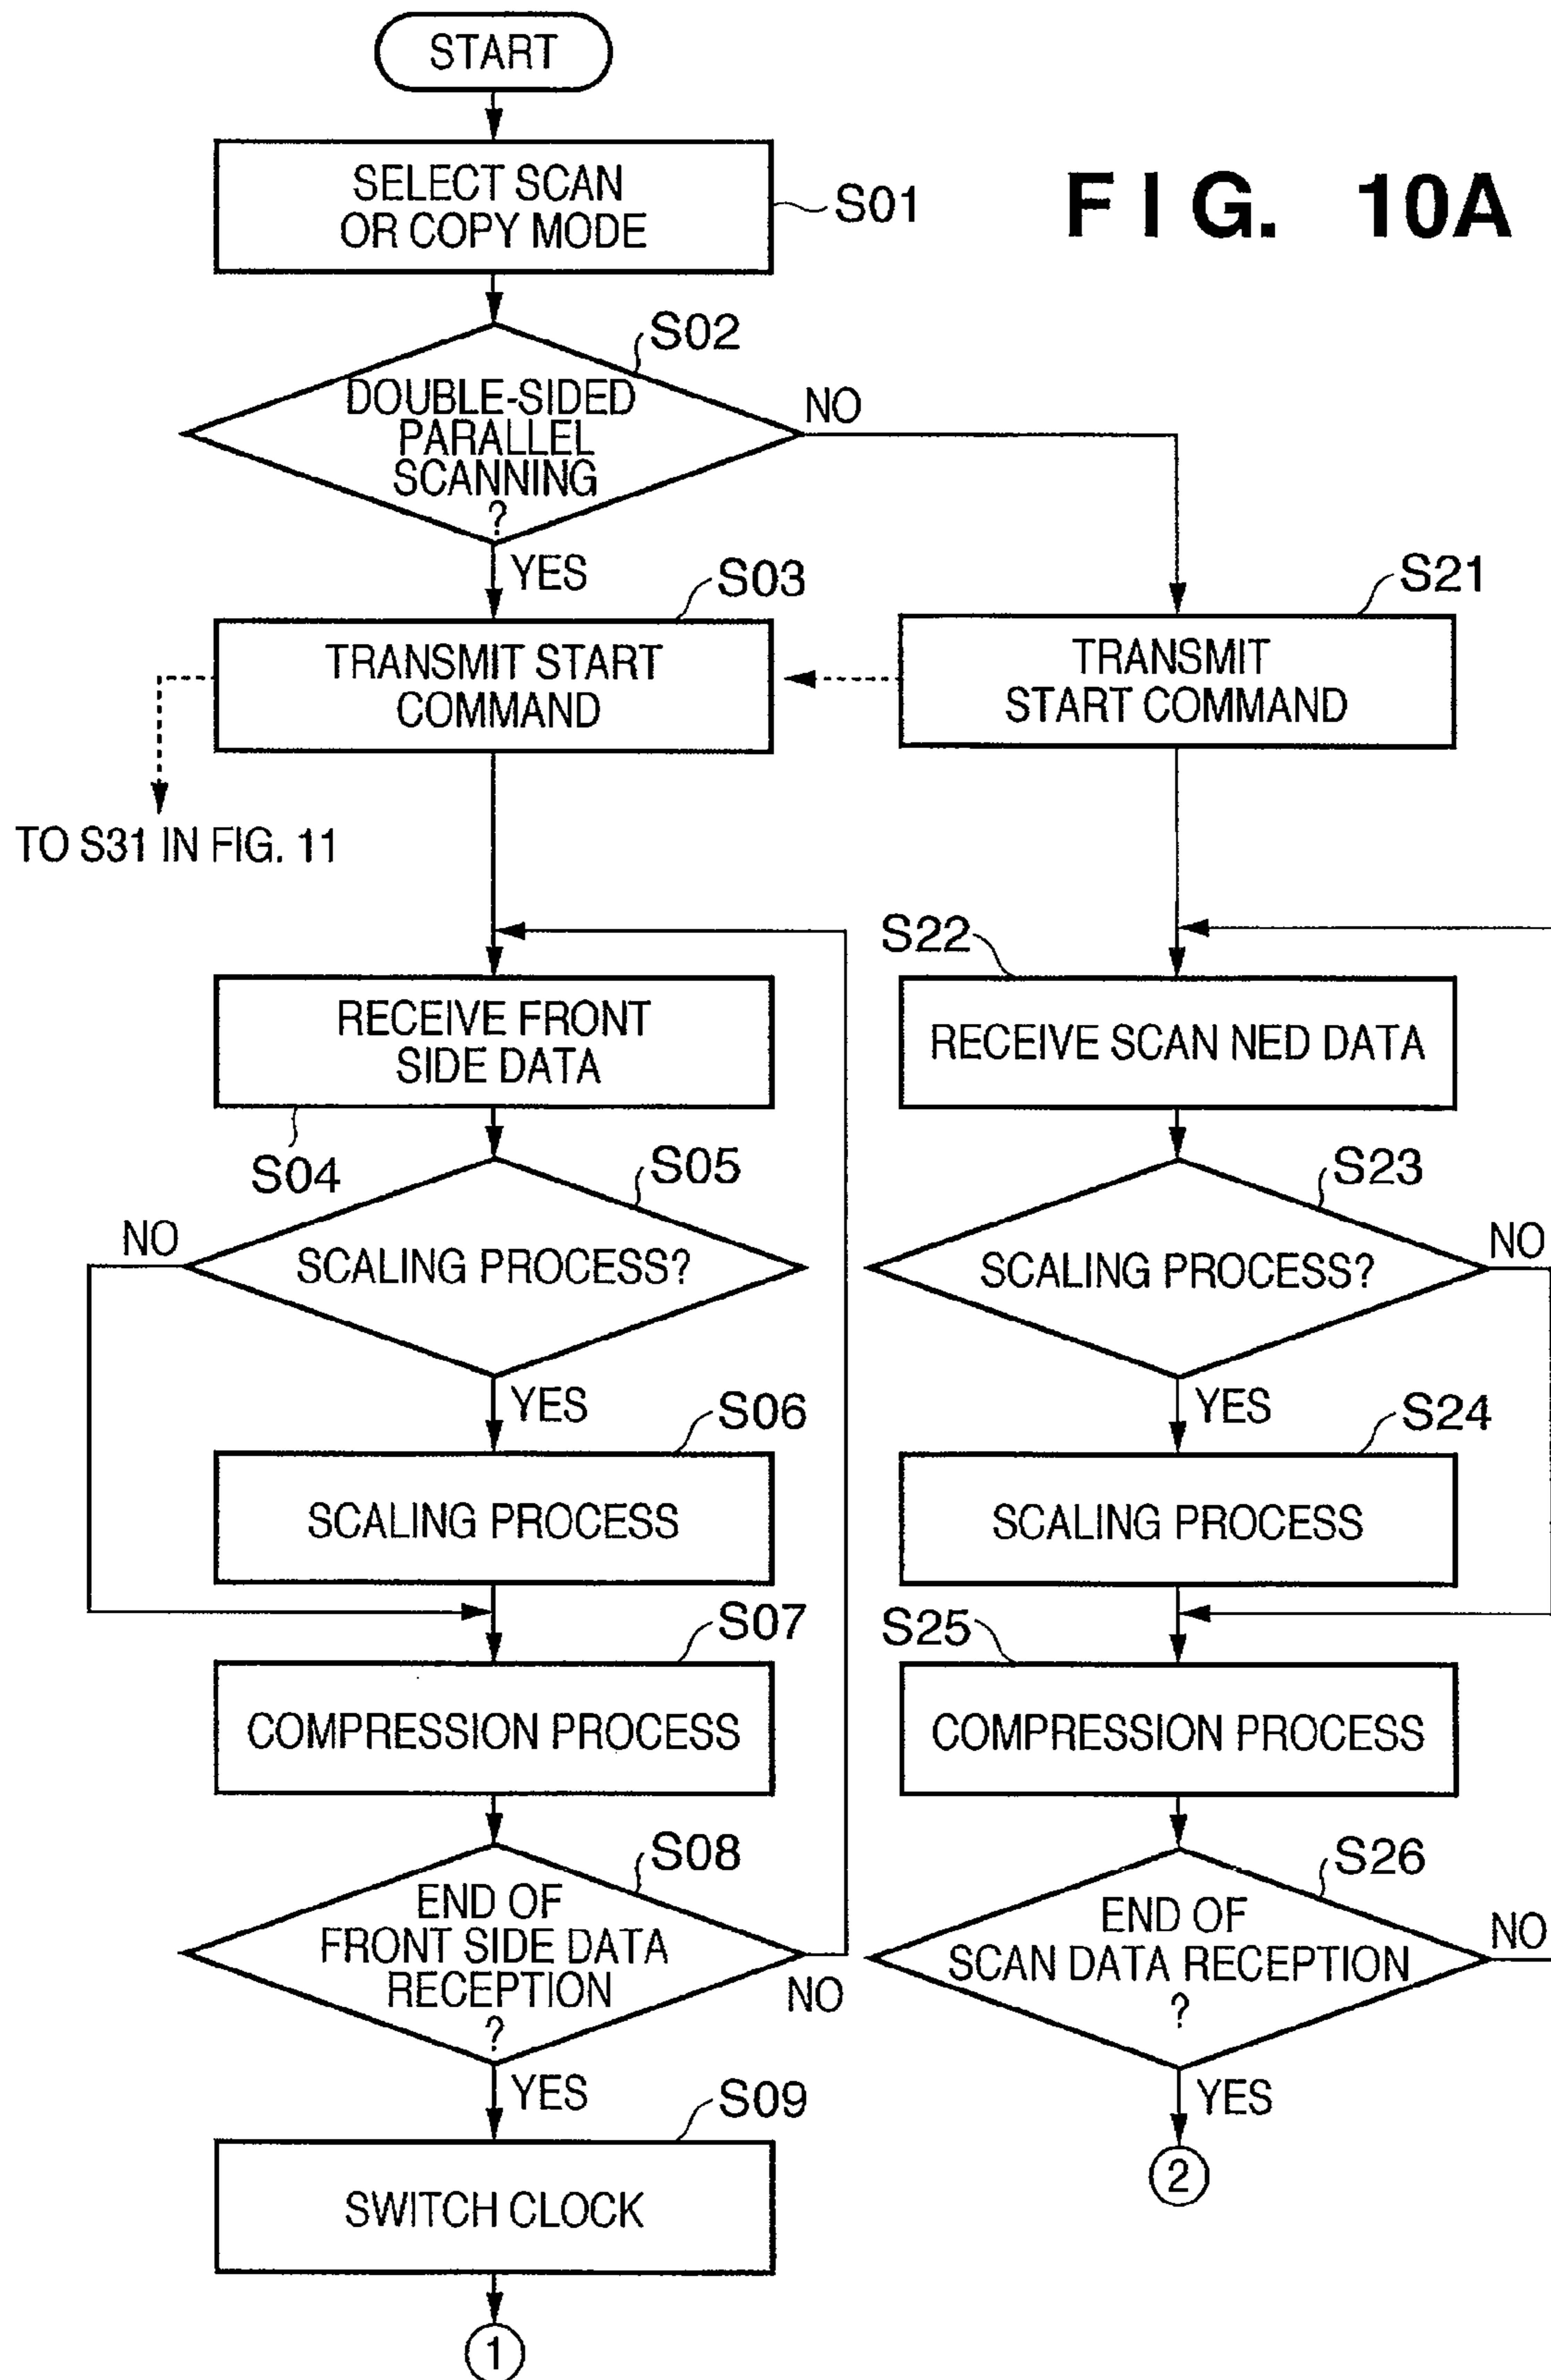 START
FIG. 10A
SELECT SCAN
OR COPY MODE
S01
S02
DOUBLE-SIDED
PARALLEL
SCANNING
?
NO
YES
S03
TRANSMIT START
COMMAND
S21
TRANSMIT
START COMMAND
TO S31 IN FIG. 11
RECEIVE FRONT
SIDE DATA
S04
S05
SCALING PROCESS?
NO
YES
S06
SCALING PROCESS
S07
COMPRESSION PROCESS
S08
END OF
FRONT SIDE DATA
RECEPTION
?
NO
YES
S09
SWITCH CLOCK
1
S22
RECEIVE SCAN NED DATA
S23
SCALING PROCESS?
NO
YES
S24
SCALING PROCESS
S25
COMPRESSION PROCESS
S26
END OF
SCAN DATA RECEPTION
?
NO
YES
2